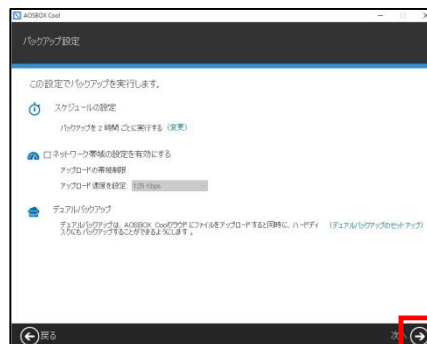 AOSBOX Cool
バックアップ設定
この設定でバックアップを実行します。
スケジュールの設定
バックアップを 2 時間 ごとに実行する (変更)
ネットワーク帯域の設定を有効にする
アップロードの帯域制限
アップロード速度を設定: 128 Kbps
デュアルバックアップ
デュアルバックアップは、AOSBOX Coolクラウド にファイルをアップロードすると同時に、ハードディ (デュアルバックアップのセットアップ)
スクにもバックアップすることができるようにします。
戻る
次へ